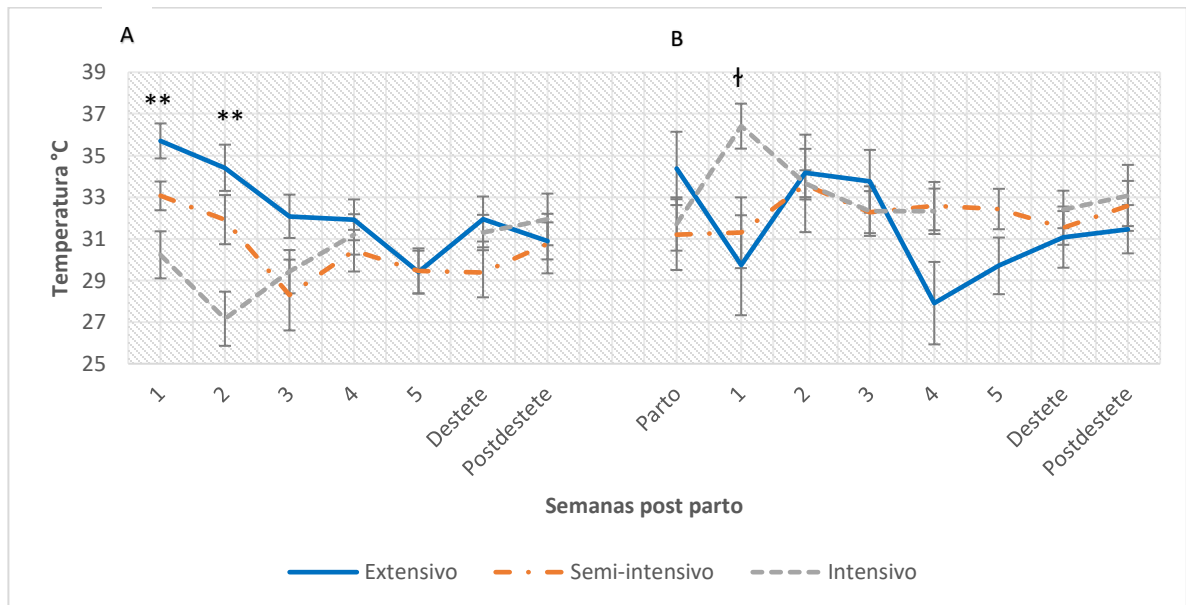 A B
Temperatura °C
39
37
35
33
31
29
27
25
** ** ƚ
1 2 3 4 5 Destete Postdestete Parto 1 2 3 4 5 Destete Postdestete
Semanas post parto
Extensivo Semi-intensivo Intensivo